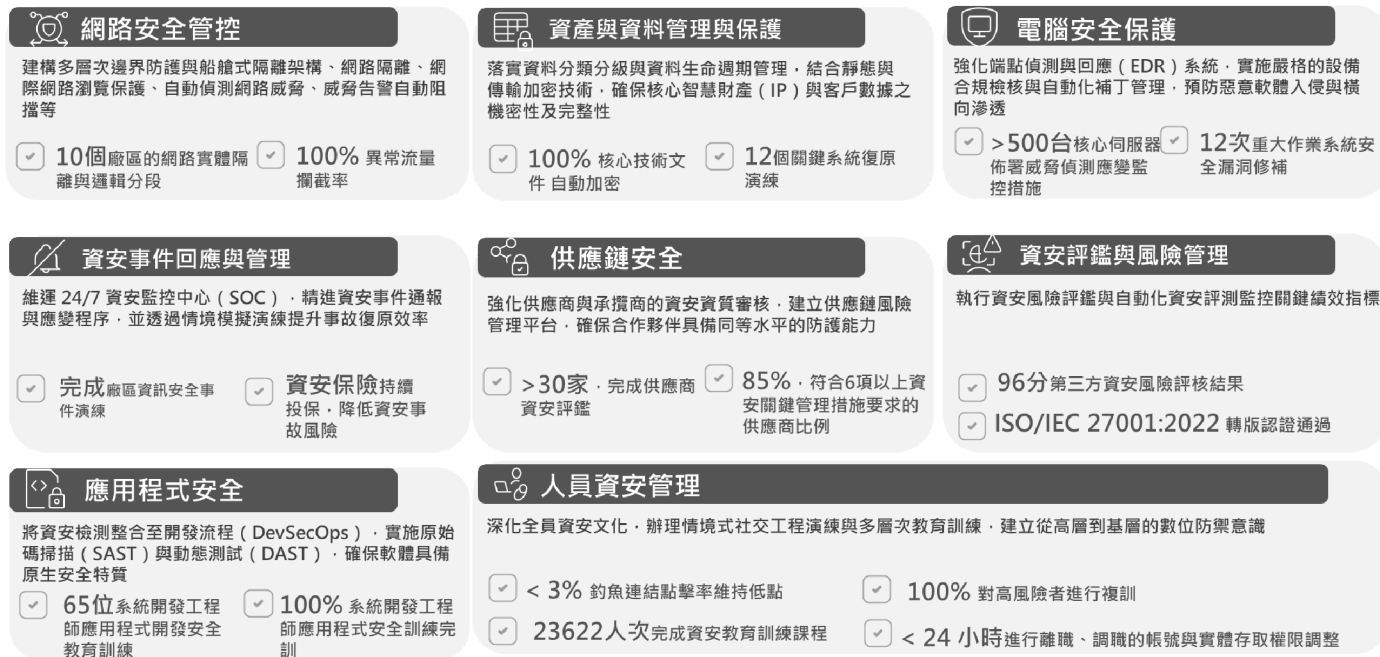 網路安全管控
建構多層次邊界防護與船艙式隔離架構、網路隔離、網
際網路瀏覽保護、自動偵測網路威脅、威脅告警自動阻
擋等
10個廠區的網路實體隔
離與邏輯分段
100% 異常流量
攔截率
資產與資料管理與保護
落實資料分類分級與資料生命週期管理，結合靜態與
傳輸加密技術，確保核心智慧財產（IP）與客戶數據之
機密性及完整性
100% 核心技術文
件 自動加密
12個關鍵系統復原
演練
電腦安全保護
強化端點偵測與回應（EDR）系統，實施嚴格的設備
合規檢核與自動化補丁管理，預防惡意軟體入侵與橫
向滲透
>500台核心伺服器
佈署威脅偵測應變監
控措施
12次重大作業系統安
全漏洞修補
資安事件回應與管理
維運 24/7 資安監控中心（SOC），精進資安事件通報
與應變程序，並透過情境模擬演練提升事故復原效率
完成廠區資訊安全事
件演練
資安保險持續
投保，降低資安事
故風險
供應鏈安全
強化供應商與承攬商的資安資質審核，建立供應鏈風險
管理平台，確保合作夥伴具備同等水平的防護能力
>30家，完成供應商
資安評鑑
85%，符合6項以上資
安關鍵管理措施要求的
供應商比例
資安評鑑與風險管理
執行資安風險評鑑與自動化資安評測監控關鍵績效指標
96分第三方資安風險評核結果
ISO/IEC 27001:2022 轉版認證通過
應用程式安全
將資安檢測整合至開發流程（DevSecOps），實施原始
碼掃描（SAST）與動態測試（DAST），確保軟體具備
原生安全特質
65位系統開發工程
師應用程式開發安全
教育訓練
100% 系統開發工程
師應用程式安全訓練完
訓
人員資安管理
深化全員資安文化，辦理情境式社交工程演練與多層次教育訓練，建立從高層到基層的數位防禦意識
< 3% 釣魚連結點擊率維持低點
100% 對高風險者進行複訓
23622人次完成資安教育訓練課程
< 24 小時進行離職、調職的帳號與實體存取權限調整